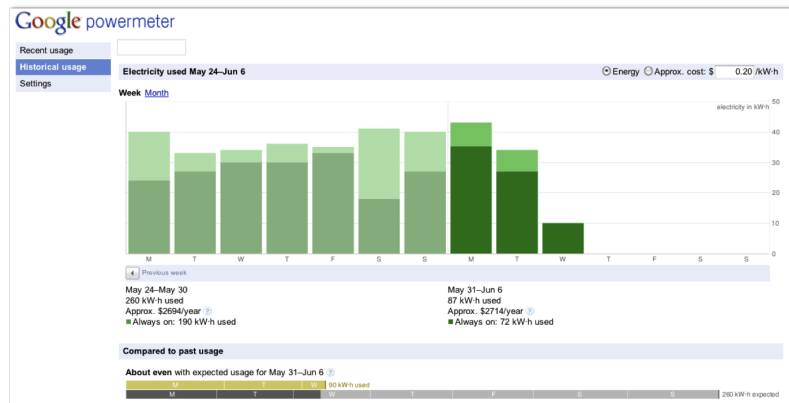 Google powermeter
Recent usage
Historical usage
Settings
Electricity used May 24–Jun 6
Energy Approx. cost: $ 0.20 /kW·h
Week Month
electricity in kW·h
50
40
30
20
10
0
M T W T F S S M T W T F S S
Previous week
May 24–May 30
260 kW·h used
Approx. $2694/year ?
Always on: 190 kW·h used
May 31–Jun 6
87 kW·h used
Approx. $2714/year ?
Always on: 72 kW·h used
Compared to past usage
About even with expected usage for May 31–Jun 6 ?
M T W 90 kW·h used
M T W T F S S 260 kW·h expected